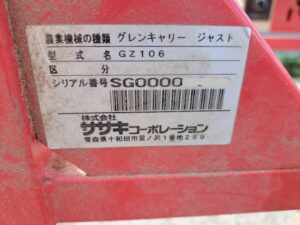 農業機械の種類 グレンキャリー ジャスト
型式名 GZ106
区分
シリアル番号 SG0000
株式会社
ササキコーポレーション
青森県十和田市里ノ沢1番地259